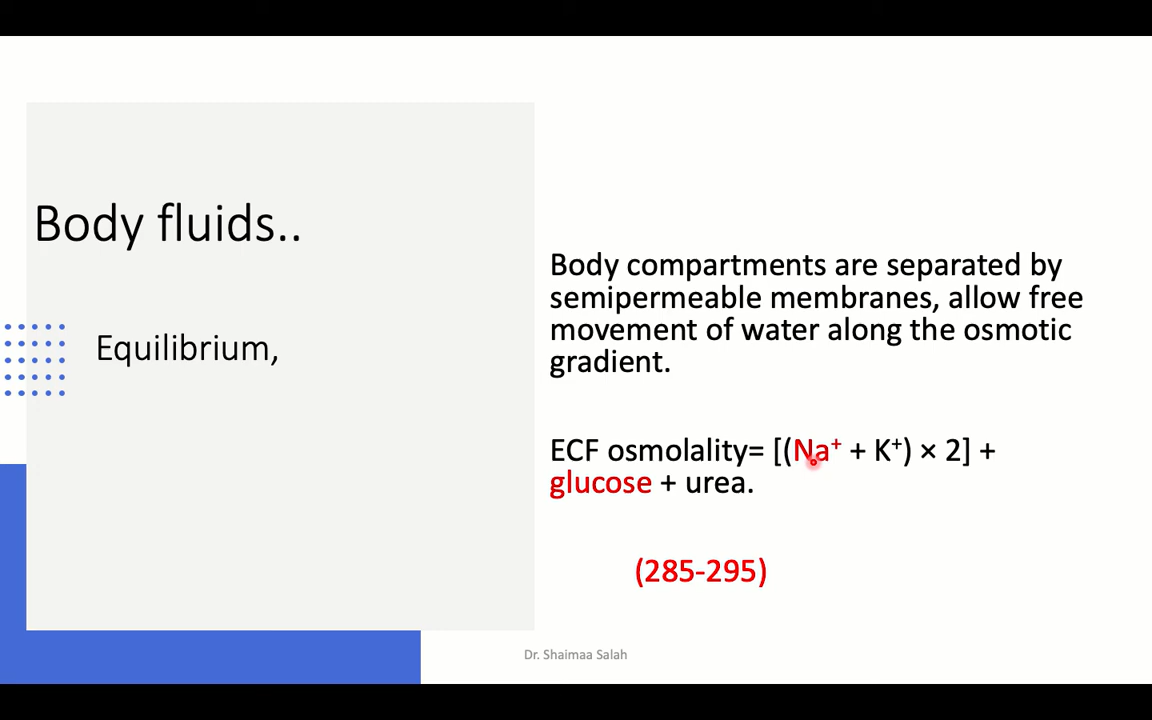 Body fluids..
Equilibrium,
Body compartments are separated by
semipermeable membranes, allow free
movement of water along the osmotic
gradient.
ECF osmolality= [(Na⁺ + K⁺) × 2] +
glucose + urea.
(285-295)
Dr. Shaimaa Salah